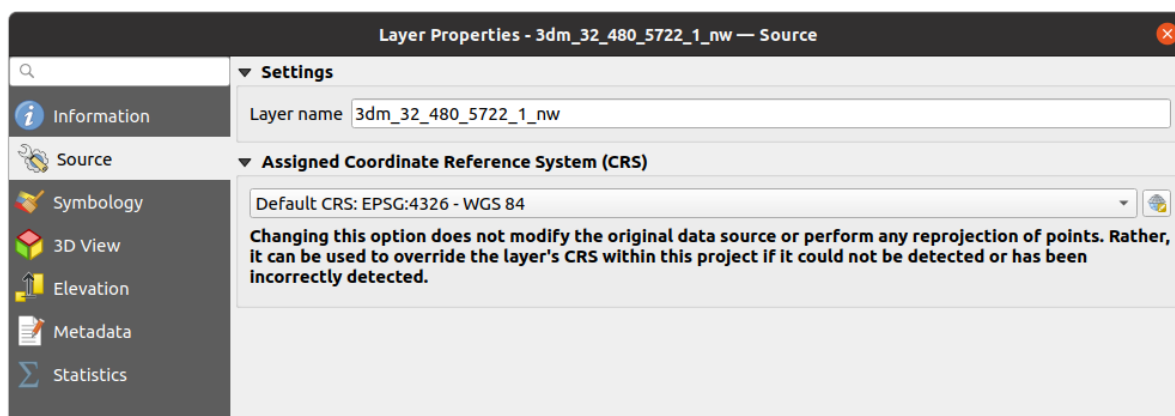 Layer Properties - 3dm_32_480_5722_1_nw — Source
Information
Source
Symbology
3D View
Elevation
Metadata
Statistics
Settings
Layer name 3dm_32_480_5722_1_nw
Assigned Coordinate Reference System (CRS)
Default CRS: EPSG:4326 - WGS 84
Changing this option does not modify the original data source or perform any reprojection of points. Rather,
it can be used to override the layer's CRS within this project if it could not be detected or has been
incorrectly detected.